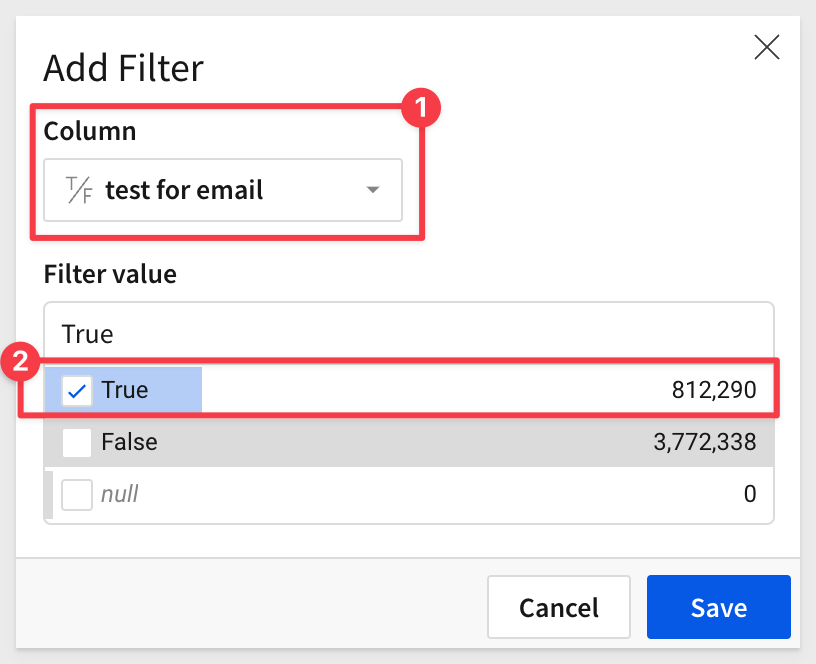 Add Filter
1
Column
T/F test for email
Filter value
True
2
True 812,290
False 3,772,338
null 0
Cancel Save